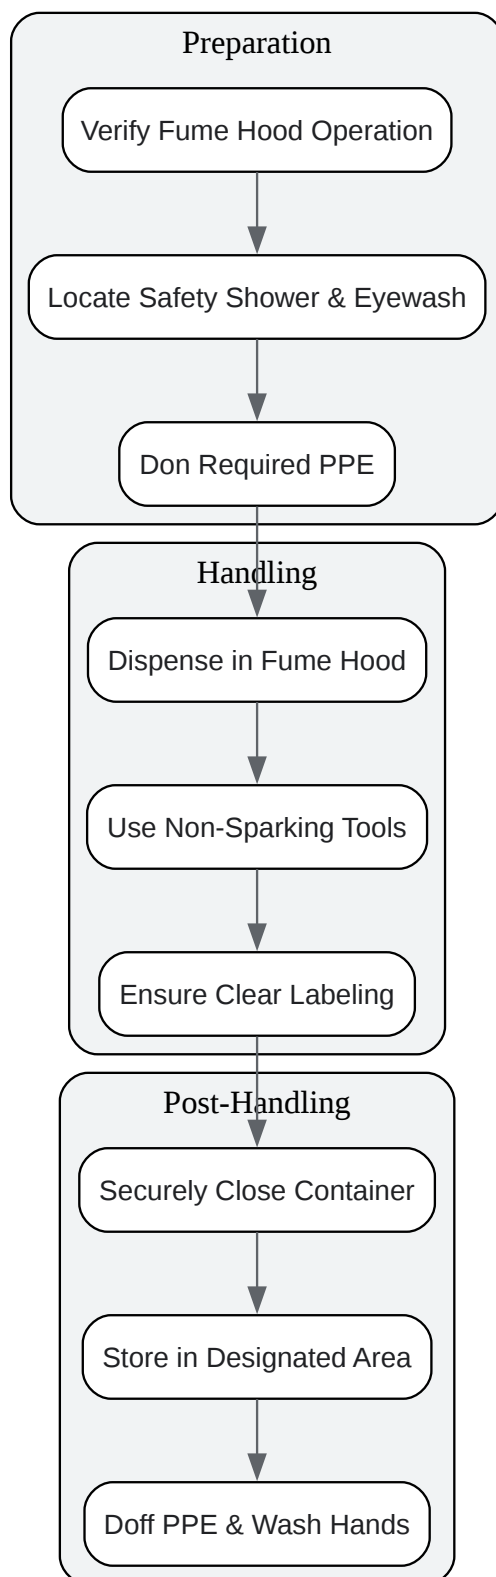 Preparation
Verify Fume Hood Operation
Locate Safety Shower & Eyewash
Don Required PPE
Handling
Dispense in Fume Hood
Use Non-Sparking Tools
Ensure Clear Labeling
Post-Handling
Securely Close Container
Store in Designated Area
Doff PPE & Wash Hands